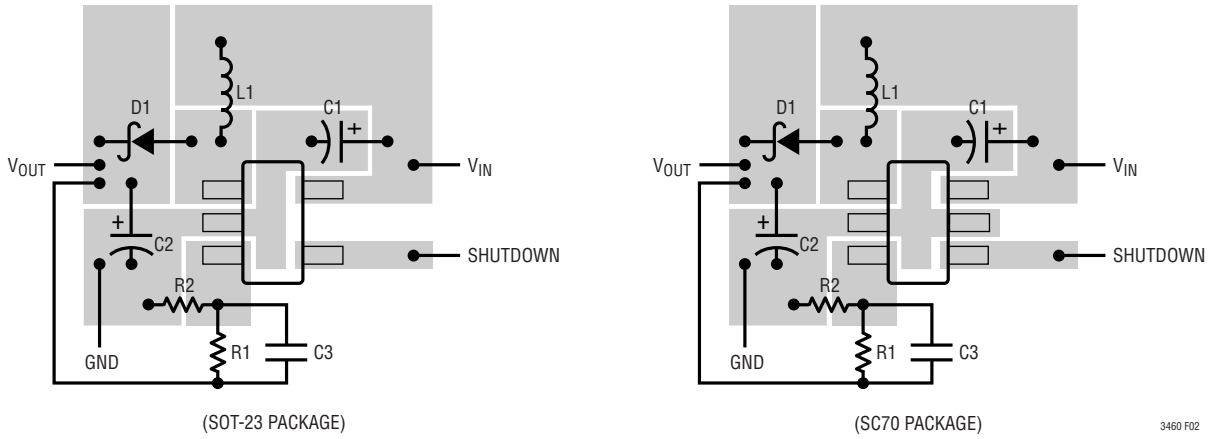 L1
D1
C1
+
V_OUT
V_IN
+
C2
SHUTDOWN
R2
GND
R1
C3
(SOT-23 PACKAGE)
L1
D1
C1
+
V_OUT
V_IN
+
C2
SHUTDOWN
R2
GND
R1
C3
(SC70 PACKAGE)
3460 F02